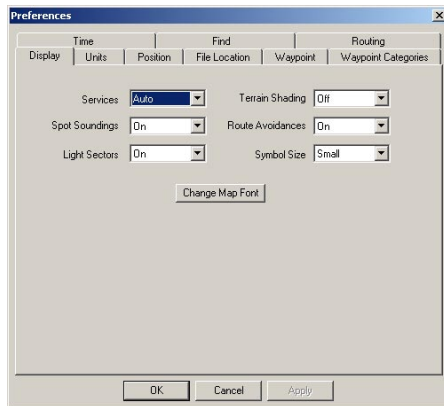 Preferences
Time Find Routing
Display Units Position File Location Waypoint Waypoint Categories
Services Auto Terrain Shading Off
Spot Soundings On Route Avoidances On
Light Sectors On Symbol Size Small
Change Map Font
OK Cancel Apply